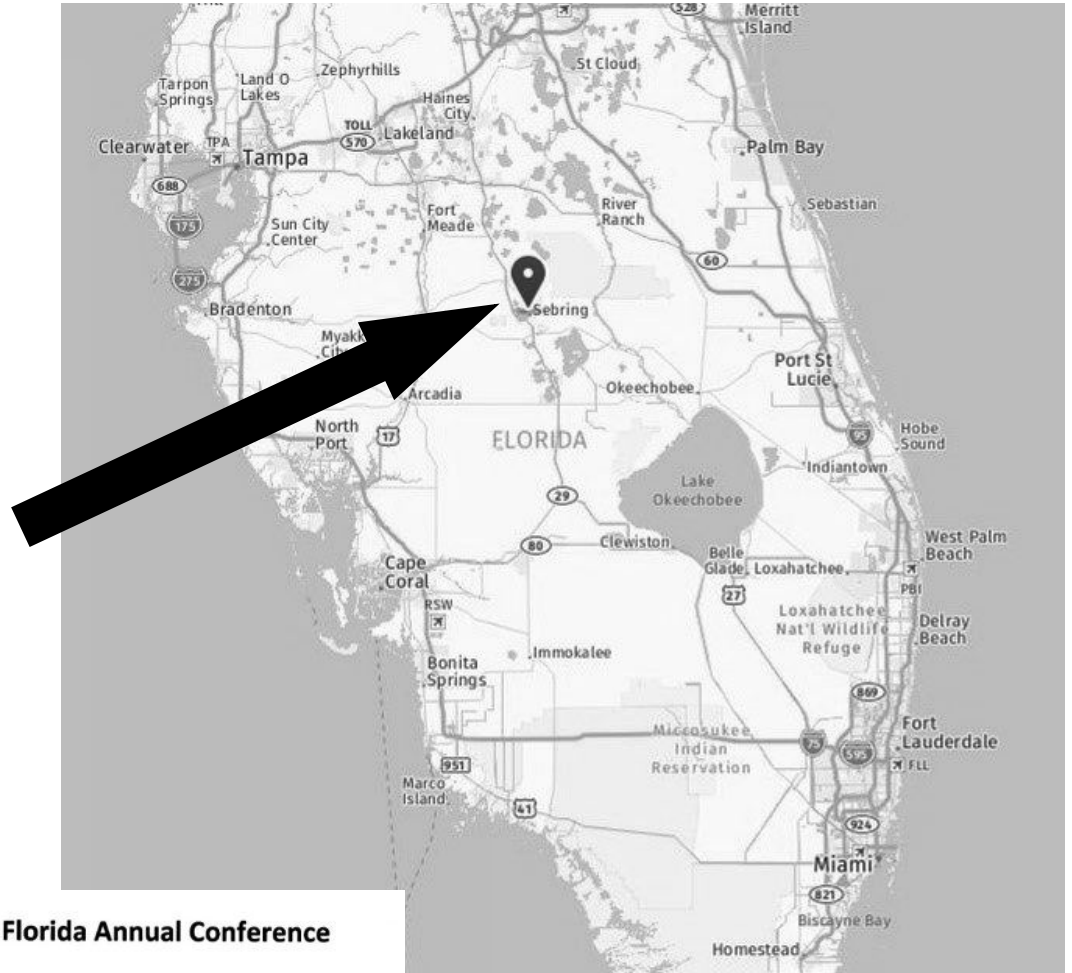 528
Merritt
Island
St Cloud
Zephyrhills
Land O
Lakes
Tarpon
Springs
Haines
City
TOLL
570
Lakeland
Clearwater
TPA
Tampa
Palm Bay
688
Fort
Meade
River
Ranch
Sebastian
175
Sun City
Center
60
275
Bradenton
Sebring
Port St
Lucie
Okeechobee
Arcadia
North
Port
17
FLORIDA
95
Hobe
Sound
Indiantown
Lake
Okeechobee
29
80
Clewiston
West Palm
Beach
Belle
Glade
Loxahatchee
PBI
Cape
Coral
27
RSW
Loxahatchee
Nat'l Wildlife
Refuge
Delray
Beach
Immokalee
Bonita
Springs
869
Miccosukee
Indian
Reservation
75
595
Fort
Lauderdale
FLL
951
Marco
Island
41
924
Miami
821
Biscayne Bay
Homestead
Florida Annual Conference